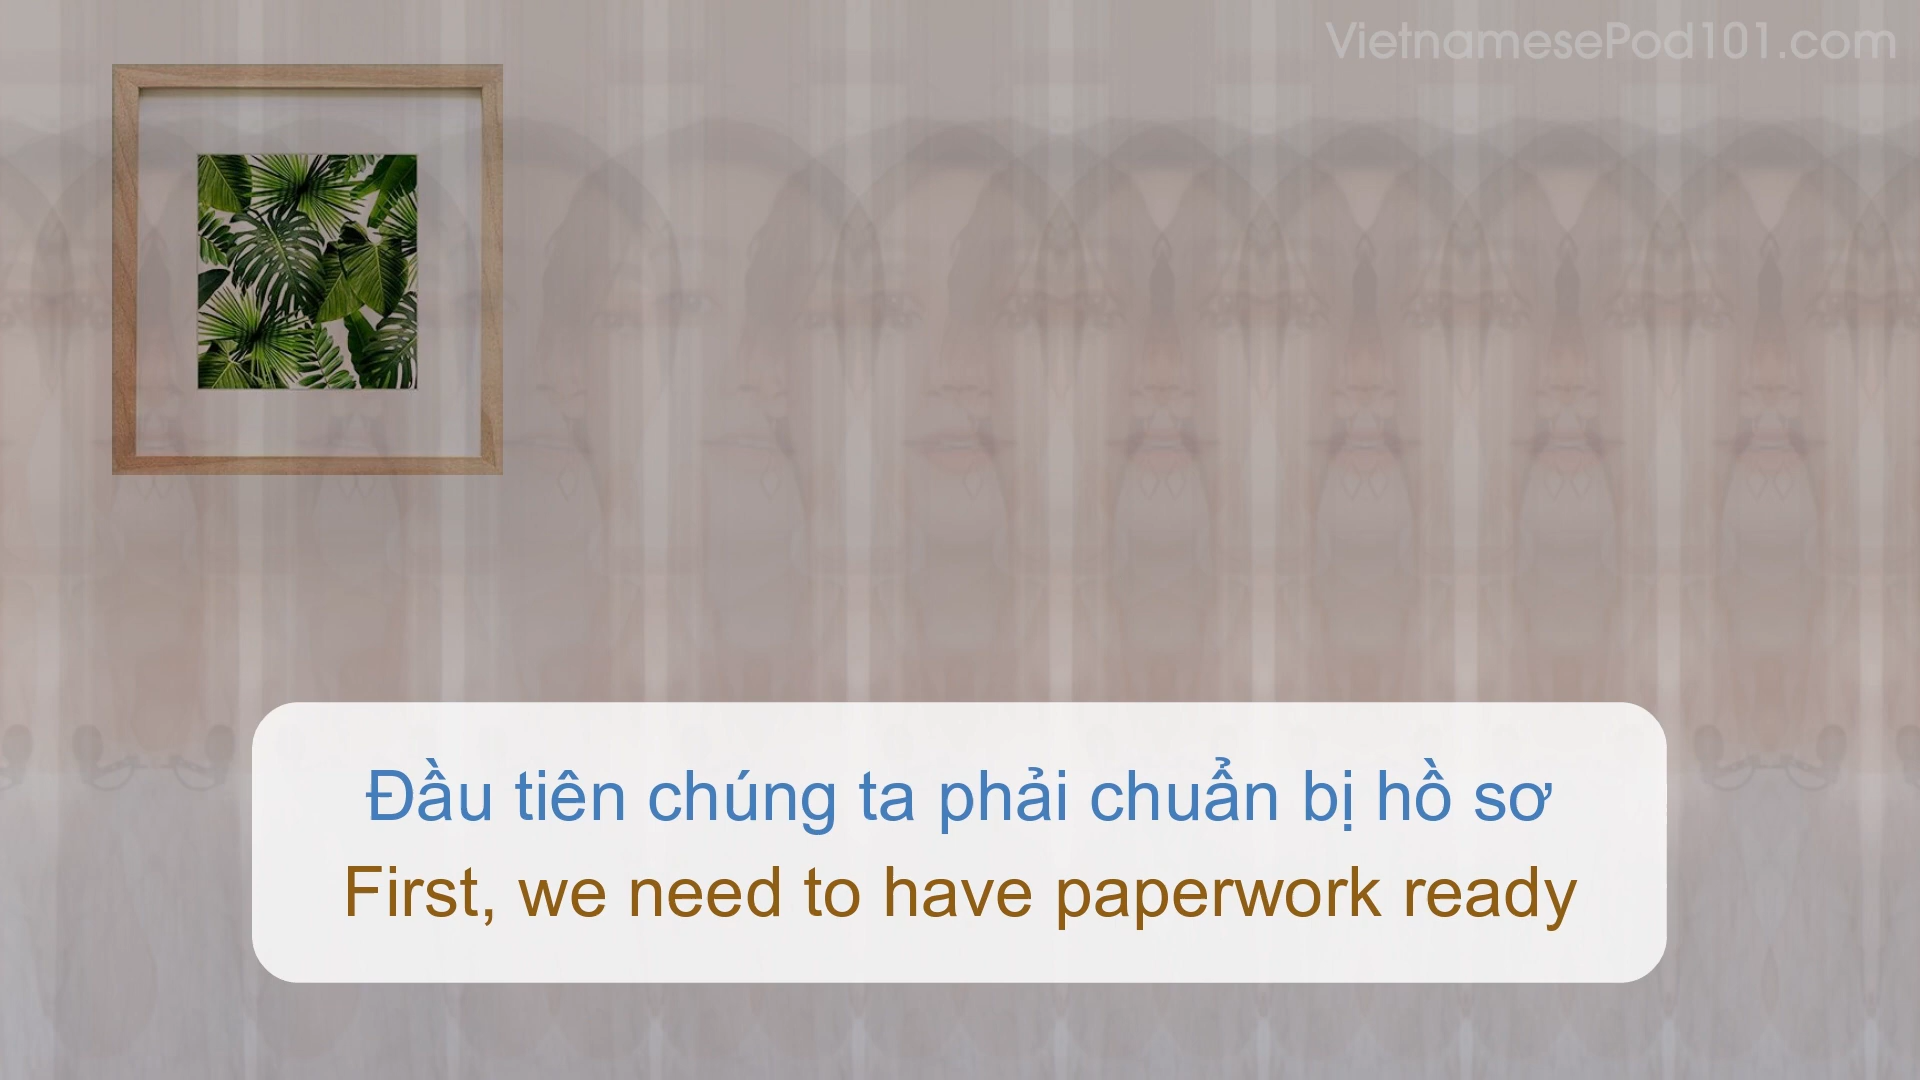 VietnamesePod101.com
Đầu tiên chúng ta phải chuẩn bị hồ sơ
First, we need to have paperwork ready